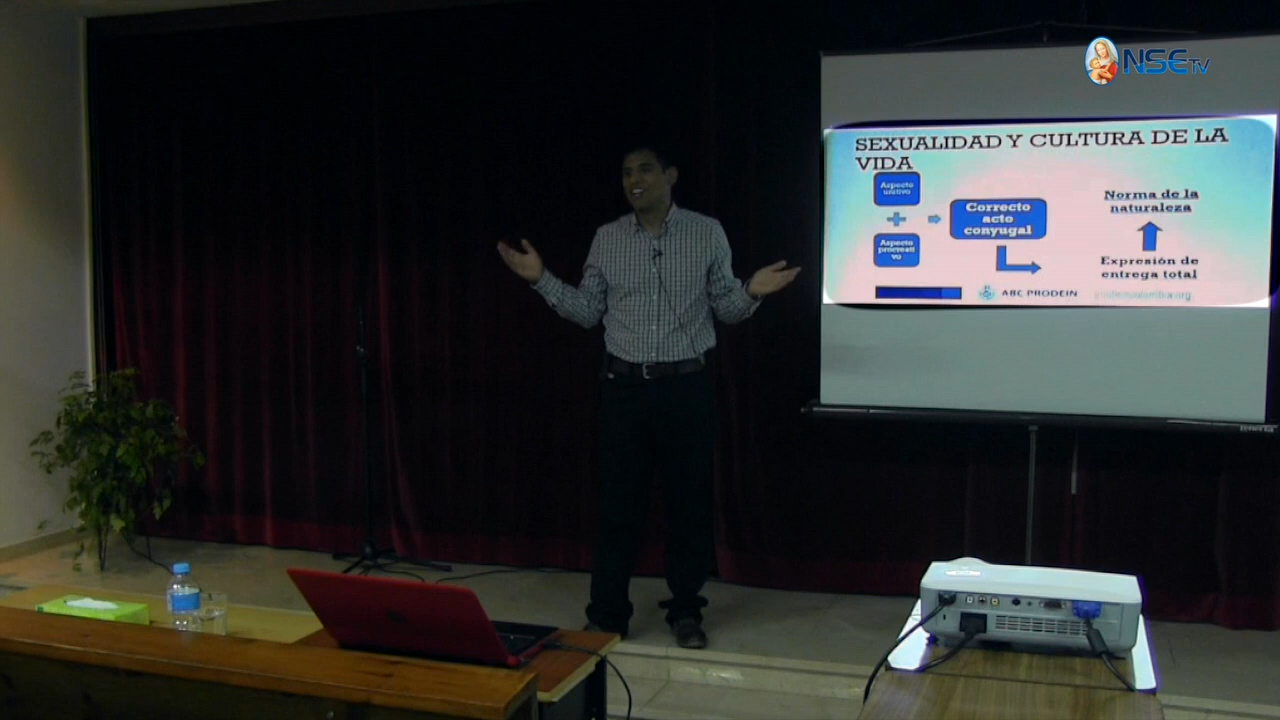 NSETV
SEXUALIDAD Y CULTURA DE LA
VIDA
Aspecto
unitivo
Correcto
acto
conyugal
Norma de la
naturaleza
Aspecto
procreati
vo
Expresión de
entrega total
ABC PRODEIN